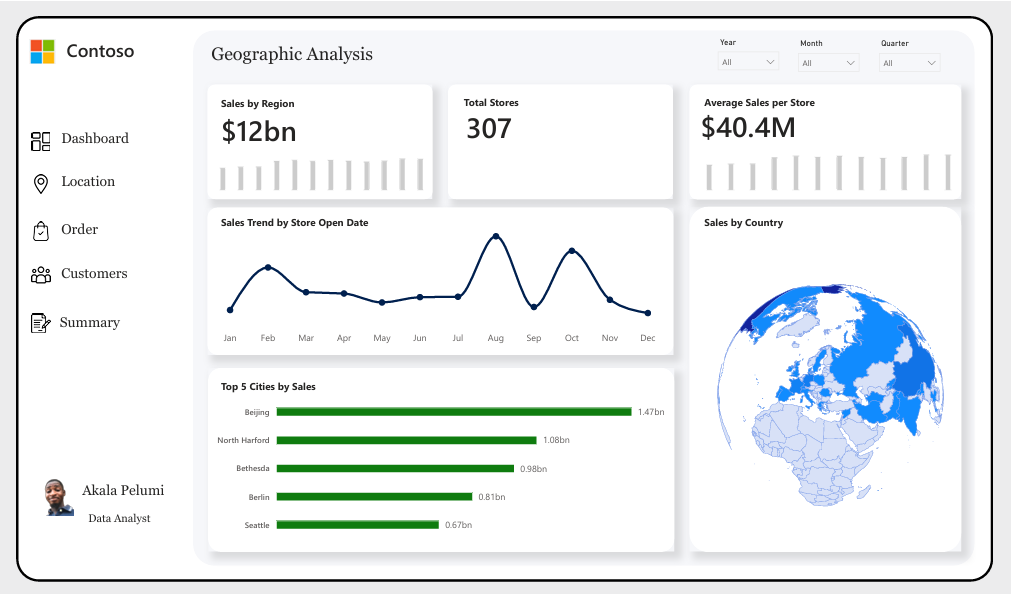 Contoso
Geographic Analysis
Year
Month
Quarter
All
All
All
Dashboard
Location
Order
Customers
Summary
Akala Pelumi
Data Analyst
Sales by Region
$12bn
Total Stores
307
Average Sales per Store
$40.4M
Sales Trend by Store Open Date
Jan Feb Mar Apr May Jun Jul Aug Sep Oct Nov Dec
Sales by Country
Top 5 Cities by Sales
Beijing 1.47bn
North Harford 1.08bn
Bethesda 0.98bn
Berlin 0.81bn
Seattle 0.67bn